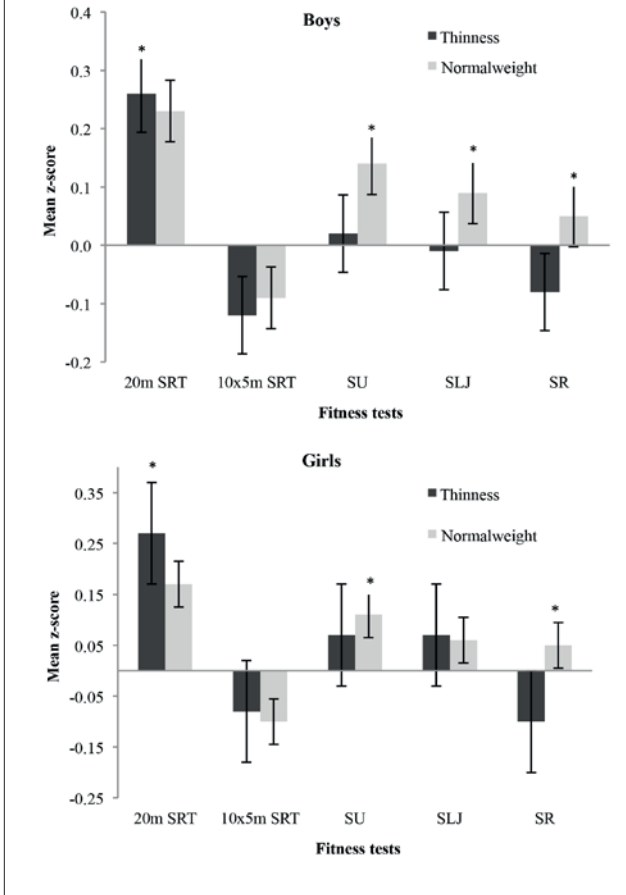 Boys
Thinness
Normalweight
*
*
*
*
0.4
0.3
0.2
0.1
0.0
-0.1
-0.2
Mean z-score
20m SRT 10x5m SRT SU SLJ SR
Fitness tests
Girls
Thinness
Normalweight
*
*
*
0.35
0.25
0.15
0.05
-0.05
-0.15
-0.25
Mean z-score
20m SRT 10x5m SRT SU SLJ SR
Fitness tests